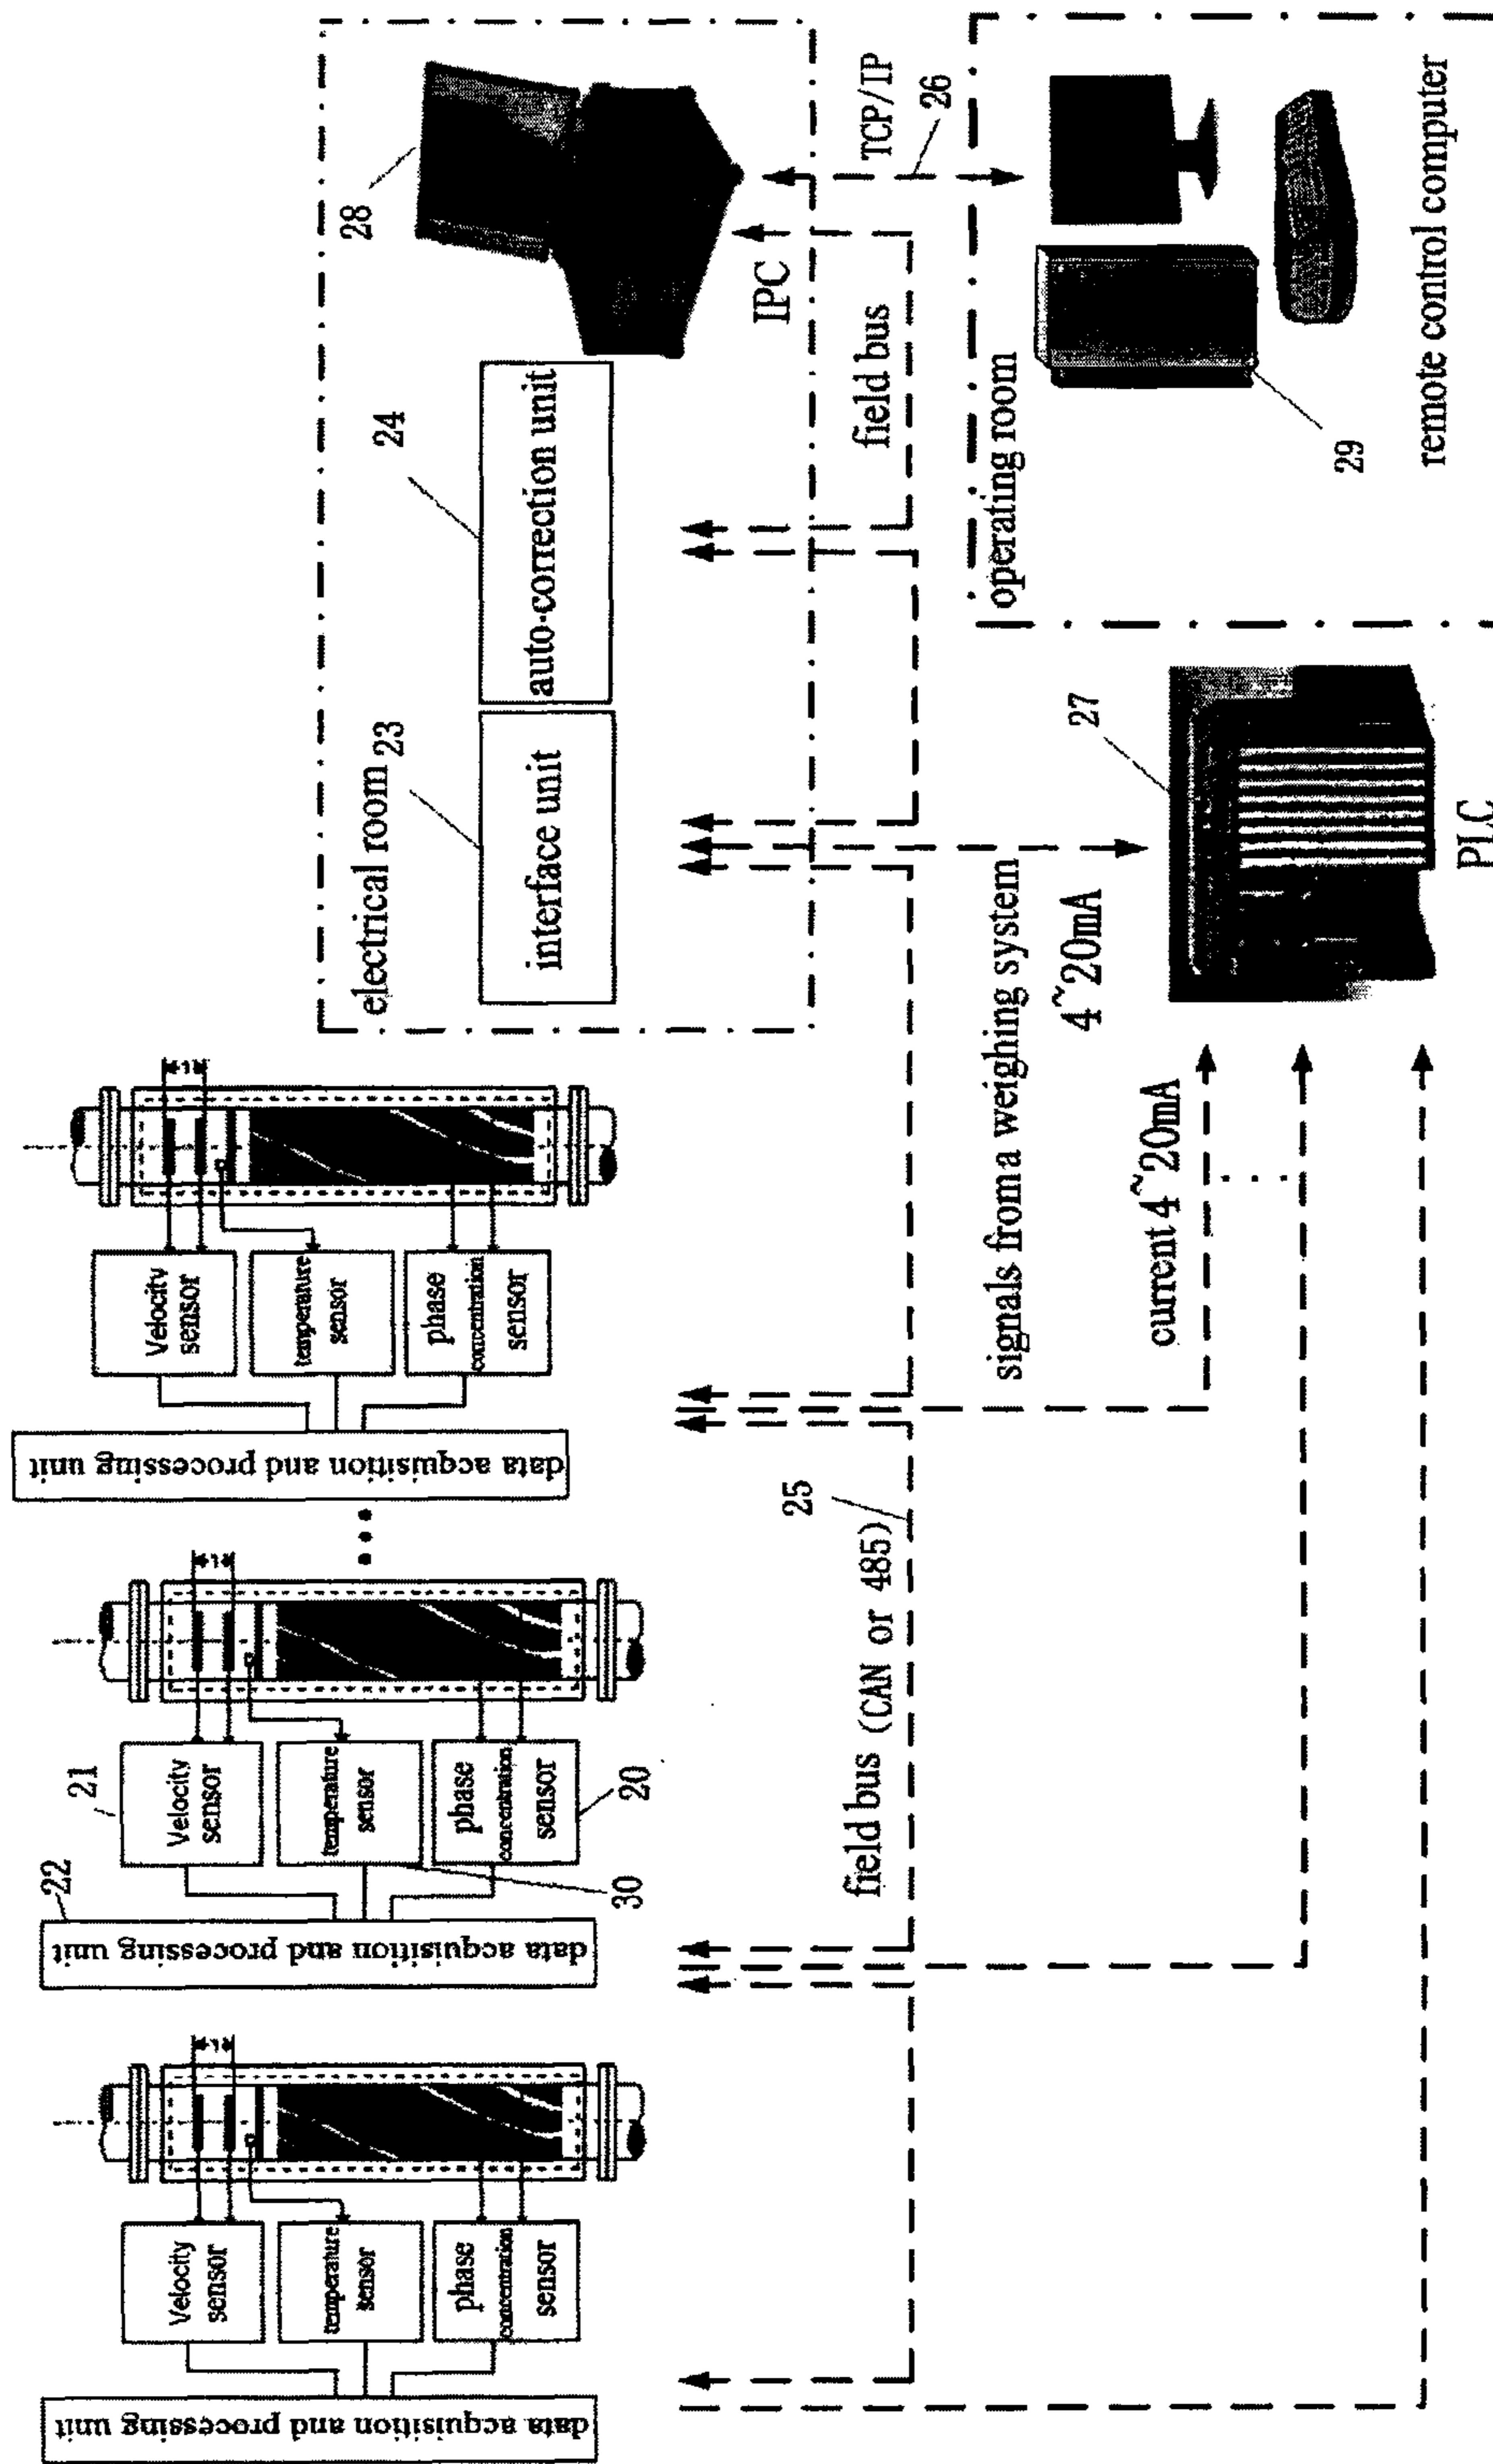 data acquisition and processing
unit
Velocity
sensor
temperature
sensor
phase
concentration
sensor
1
22
data acquisition and processing
unit
21
Velocity
sensor
temperature
sensor
30
phase
concentration
sensor
20
1
data acquisition and processing
unit
Velocity
sensor
temperature
sensor
phase
concentration
sensor
1
electrical room
23
interface unit
24
auto-correction unit
28
IPC
field bus (CAN or 485)
25
field bus
TCP/IP
26
signals from a weighing system
4~20mA
current 4~20mA
27
PLC
operating room
29
remote control computer